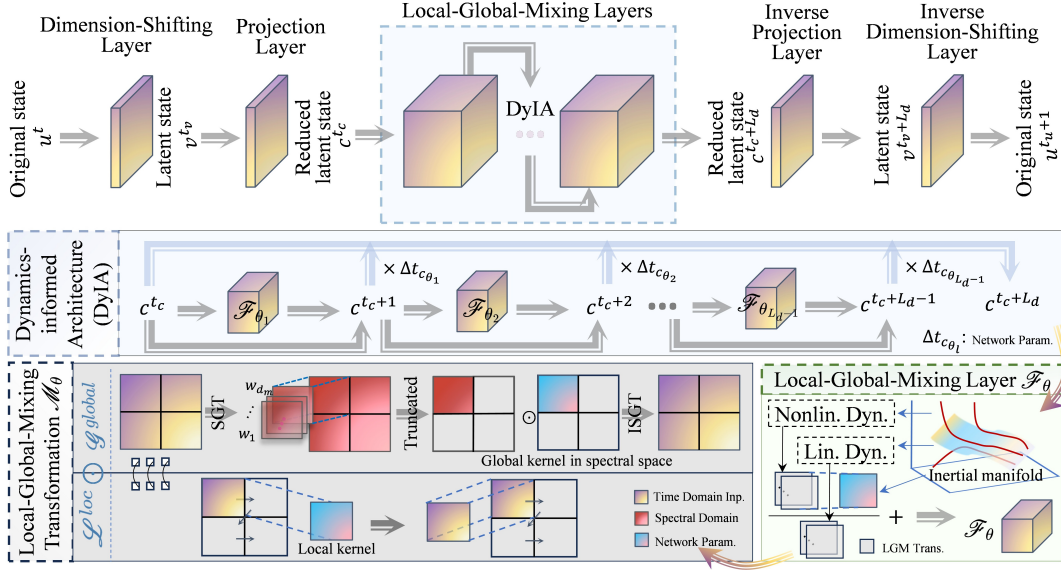 Dimension-Shifting
Layer
Projection
Layer
Local-Global-Mixing Layers
Inverse
Projection
Layer
Inverse
Dimension-Shifting
Layer
Original state
u^t
Latent state
v^{t_v}
Reduced
latent state
c^{t_c}
DyIA
Reduced
latent state
c^{t_c+L_d}
Latent state
v^{t_v+L_d}
Original state
u^{t_u+1}
Dynamics-
informed
Architecture
(DyIA)
× Δt_{c_{θ_1}}
× Δt_{c_{θ_2}}
× Δt_{c_{θ_{L_d-1}}}
c^{t_c}
ℱ_{θ_1}
c^{t_c+1}
ℱ_{θ_2}
c^{t_c+2}
ℱ_{θ_{L_d-1}}
c^{t_c+L_d-1}
c^{t_c+L_d}
Δt_{c_{θ_l}}: Network Param.
Local-Global-Mixing
Transformation ℳ_θ
ℒ^{loc} ⊙ 𝒢^{global}
SGT
w_{d_m}
⋮
w_1
Truncated
⊙
ISGT
Global kernel in spectral space
Local kernel
Time Domain Inp.
Spectral Domain
Network Param.
Local-Global-Mixing Layer ℱ_θ
Nonlin. Dyn.
Lin. Dyn.
Inertial manifold
+
ℱ_θ
LGM Trans.